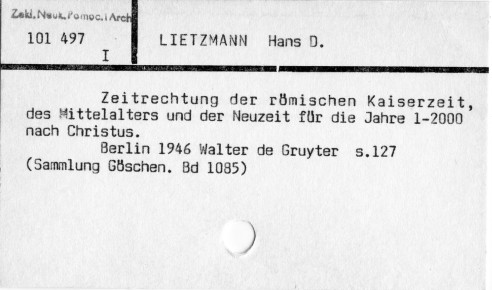 Zakł. Nauk. Pomoc. i Arch
101 497
I
LIETZMANN Hans D.
Zeitrechtung der römischen Kaiserzeit,
des Mittelalters und der Neuzeit für die Jahre 1-2000
nach Christus.
Berlin 1946 Walter de Gruyter s.127
(Sammlung Göschen. Bd 1085)